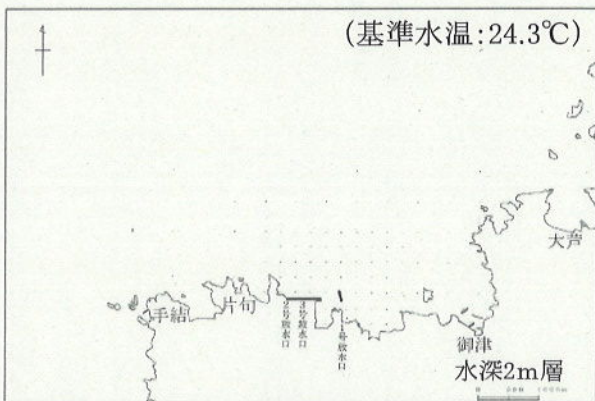 (基準水温:24.3℃)
大芦
手結
片句
2号放水口
3号放水口
1号放水口
御津
水深2m層